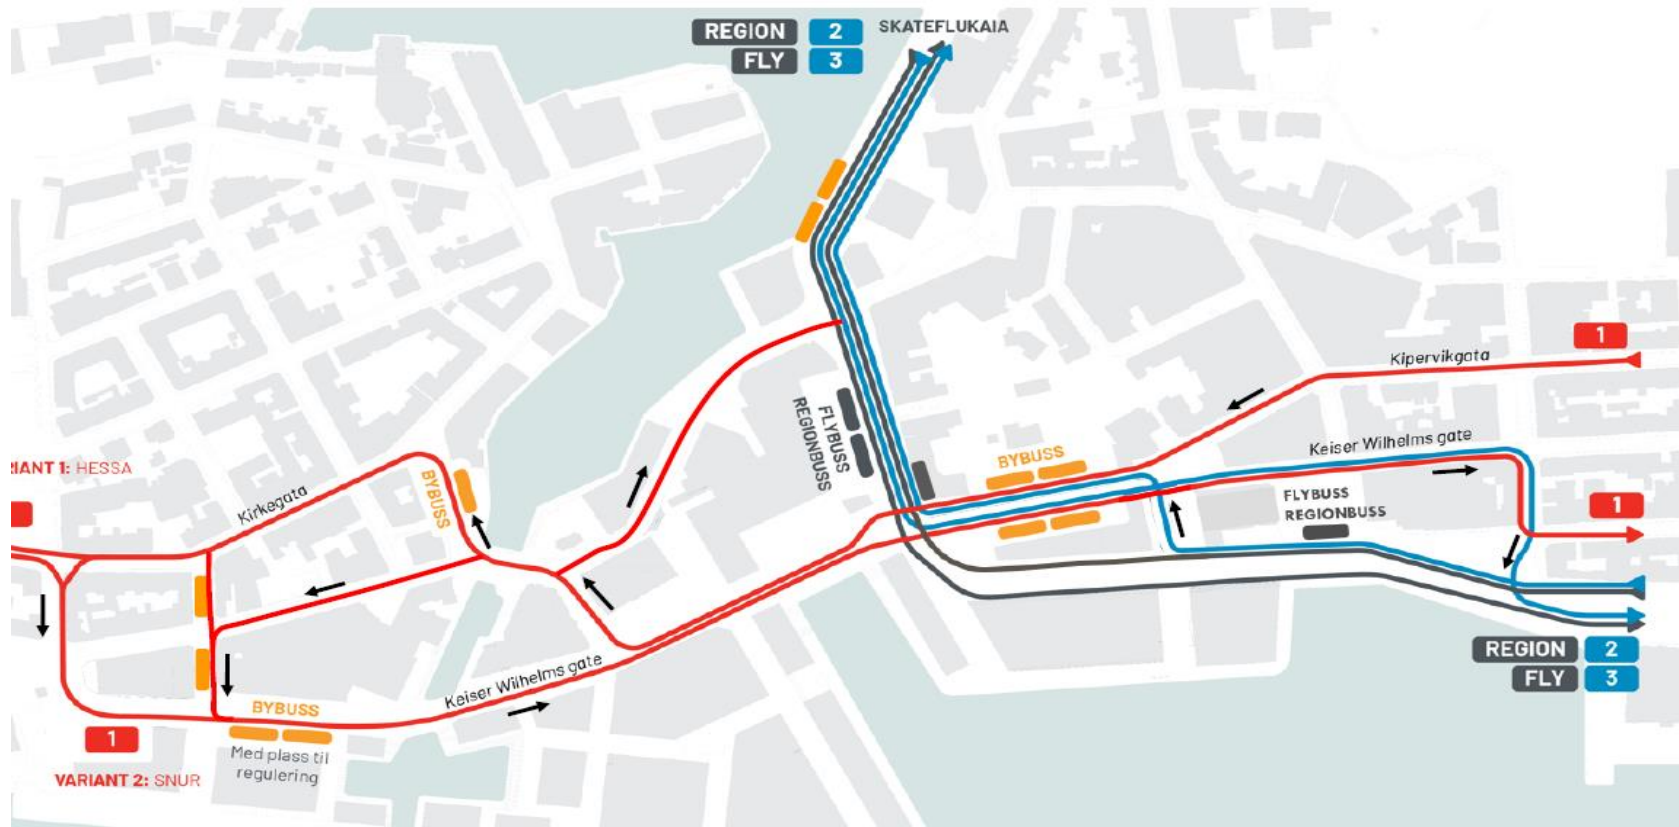 REGION 2
FLY 3
SKATEFLUKAIA
1
Kipervikgata
Keiser Wilhelms gate
FLYBUSS
REGIONBUSS
BYBUSS
FLYBUSS
REGIONBUSS
1
IANT 1: HESSA
Kirkegata
BYBUSS
REGION 2
FLY 3
Keiser Wilhelms gate
BYBUSS
1
Med plass til
regulering
VARIANT 2: SNUR